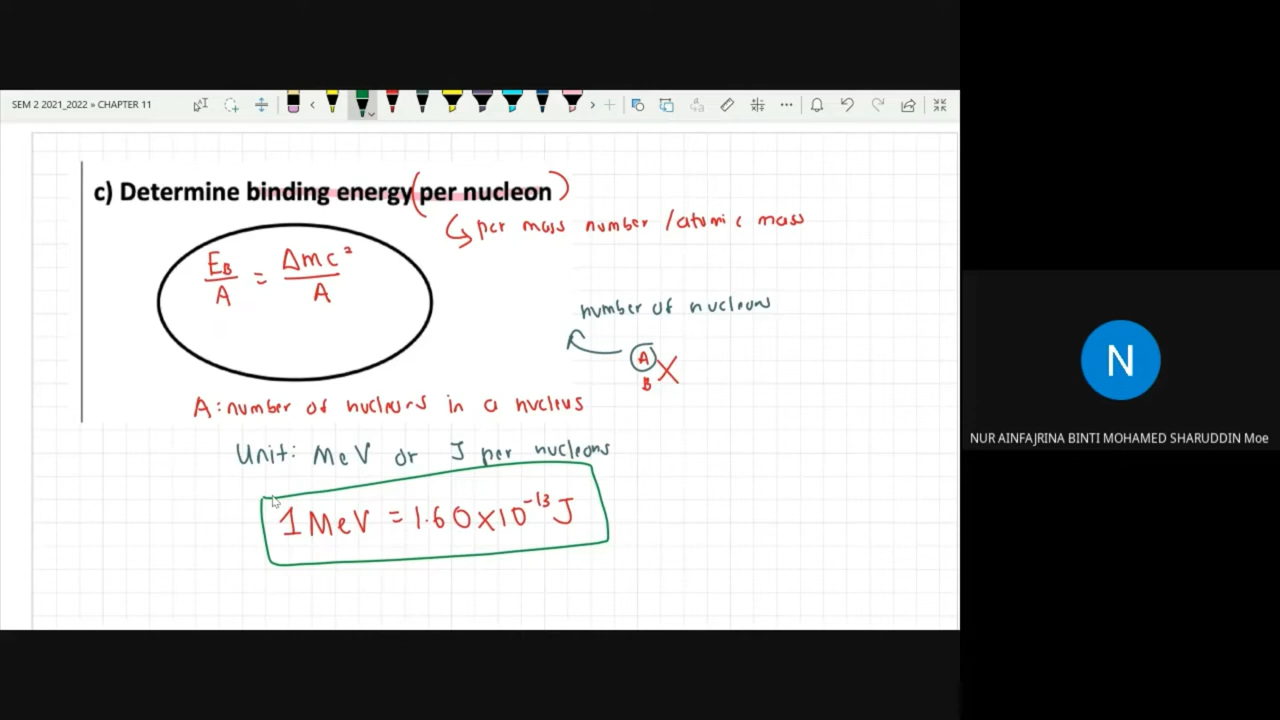 SEM 2 2021_2022 » CHAPTER 11
c) Determine binding energy (per nucleon)
per mass number / atomic mass
E_B/A = Δmc²/A
number of nucleons
A
B X
A: number of nucleons in a nucleus
Unit: MeV or J per nucleons
1 MeV = 1.60 × 10⁻¹³ J
N
NUR AINFAJRINA BINTI MOHAMED SHARUDDIN Moe